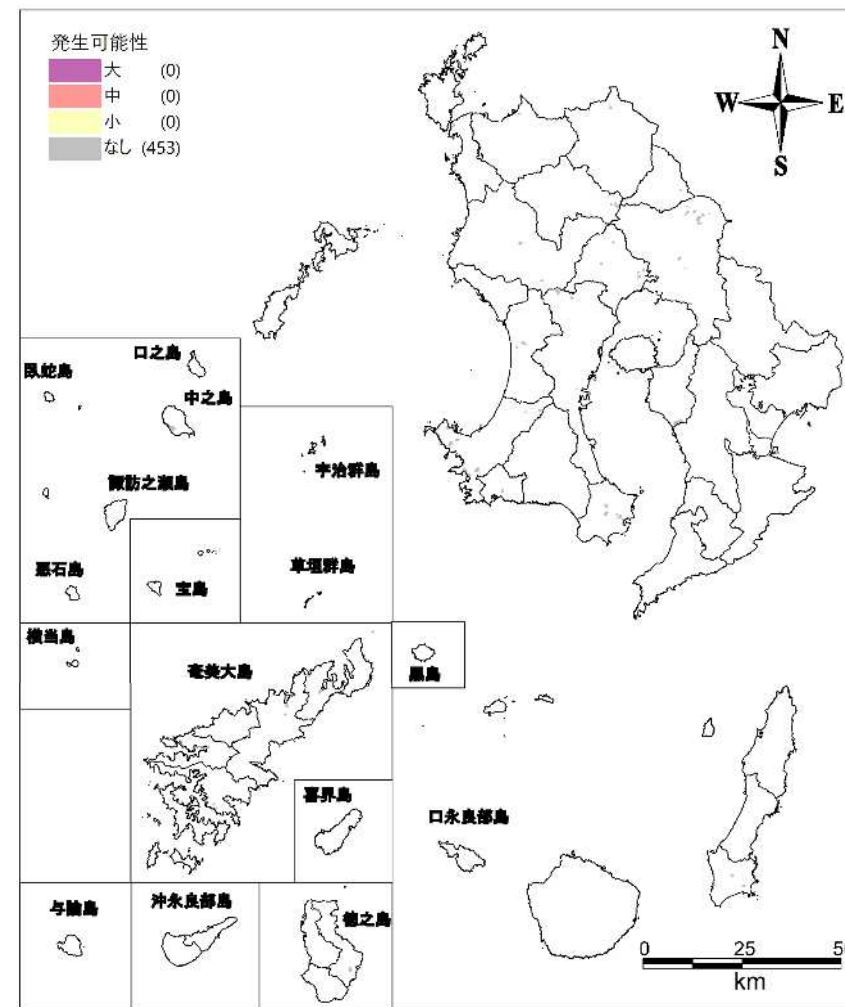 発生可能性
大 (0)
中 (0)
小 (0)
なし (453)
N
W E
S
口之島
臥蛇島
中之島
宇治群島
諏訪之瀬島
悪石島
宝島
草垣群島
横当島
奄美大島
黒島
喜界島
口永良部島
与論島
沖永良部島
徳之島
0 25 50
km